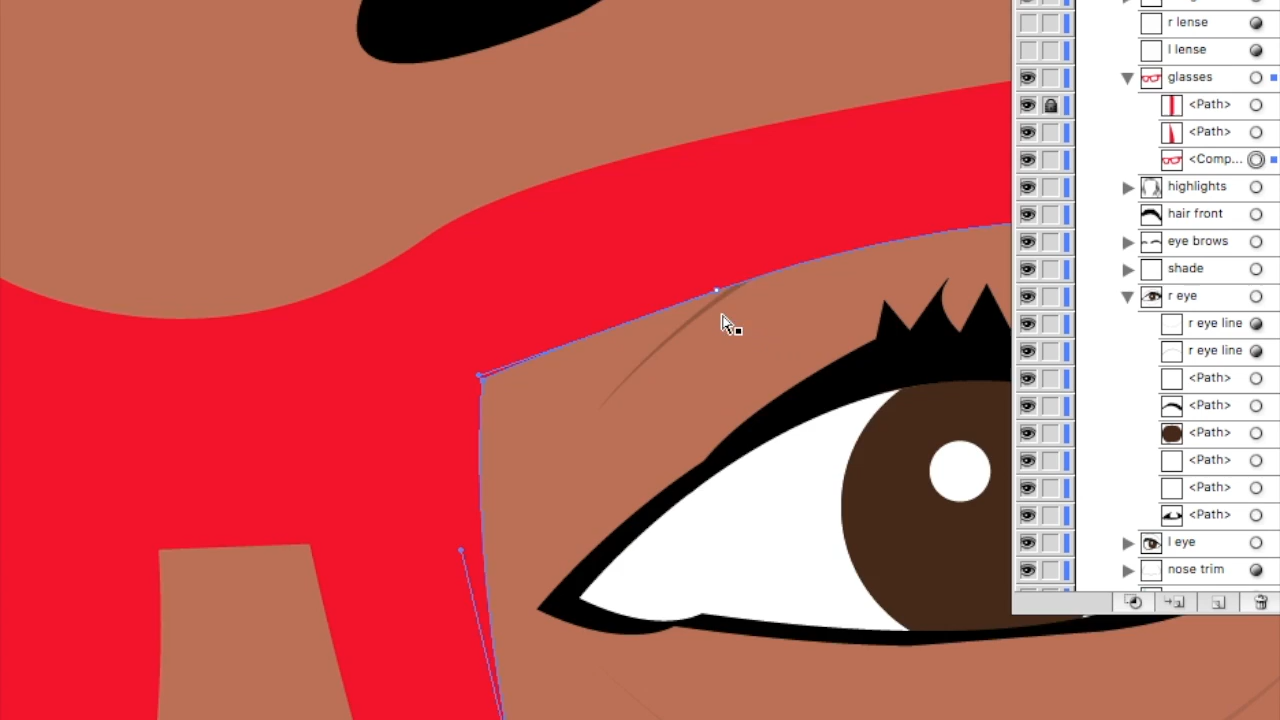 r lense
l lense
glasses
<Path>
<Path>
<Comp...
highlights
hair front
eye brows
shade
r eye
r eye line
r eye line
<Path>
<Path>
<Path>
<Path>
<Path>
<Path>
l eye
nose trim